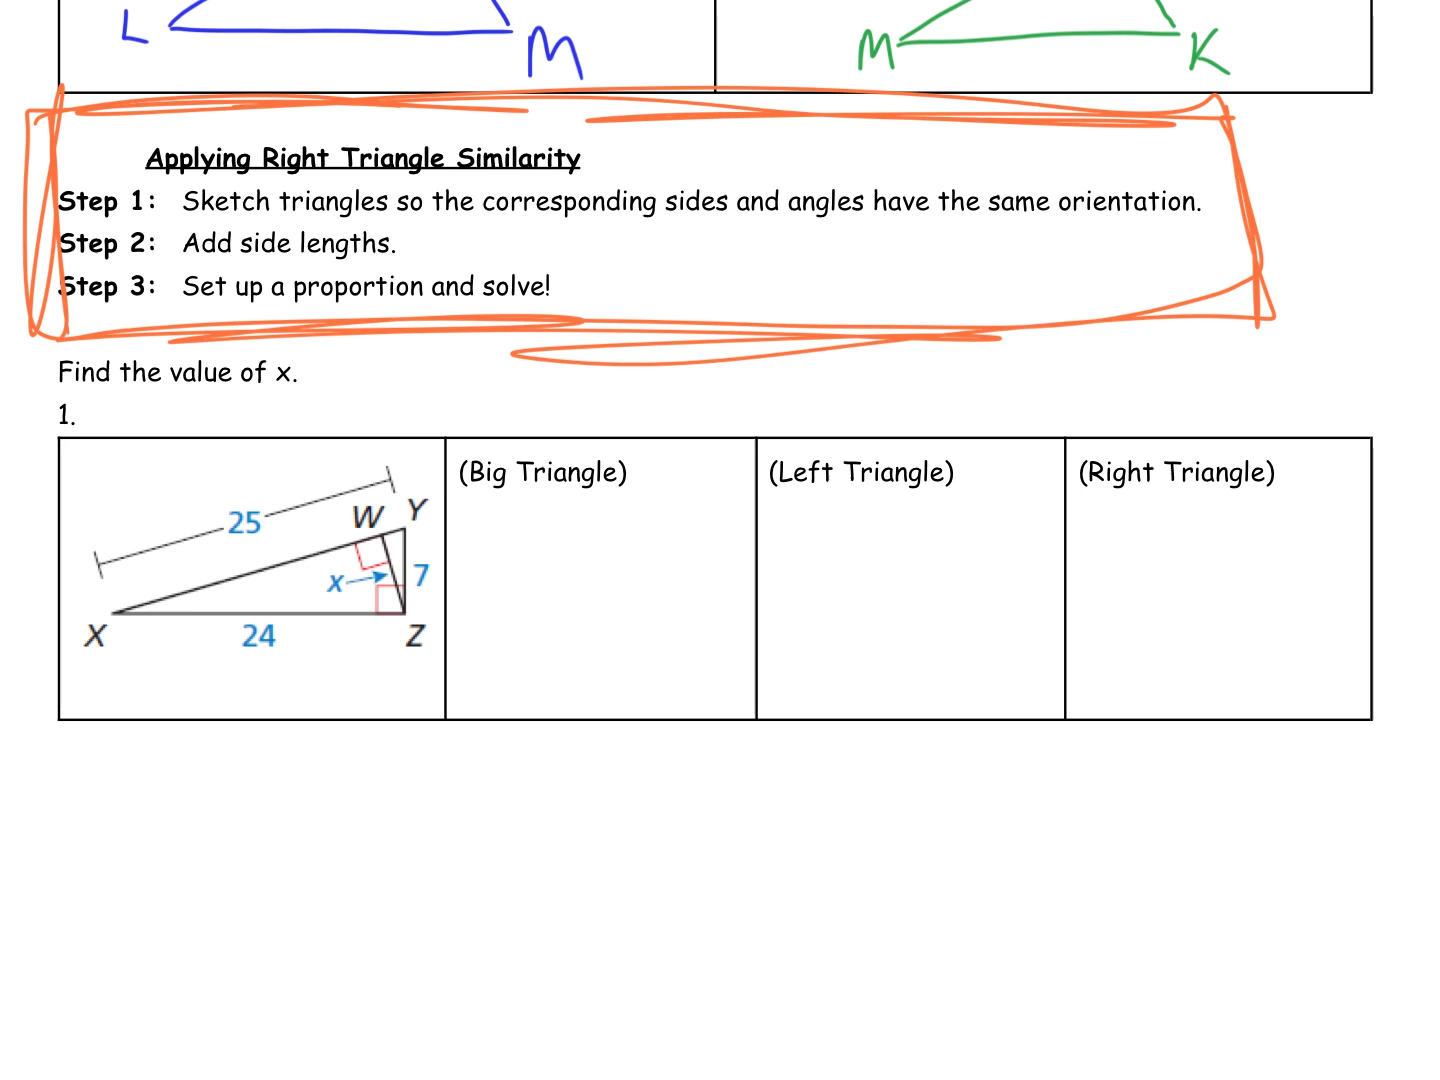 L M M K
Applying Right Triangle Similarity
Step 1: Sketch triangles so the corresponding sides and angles have the same orientation.
Step 2: Add side lengths.
Step 3: Set up a proportion and solve!
Find the value of x.
1.
(Big Triangle) (Left Triangle) (Right Triangle)
25 W Y
x 7
X 24 Z